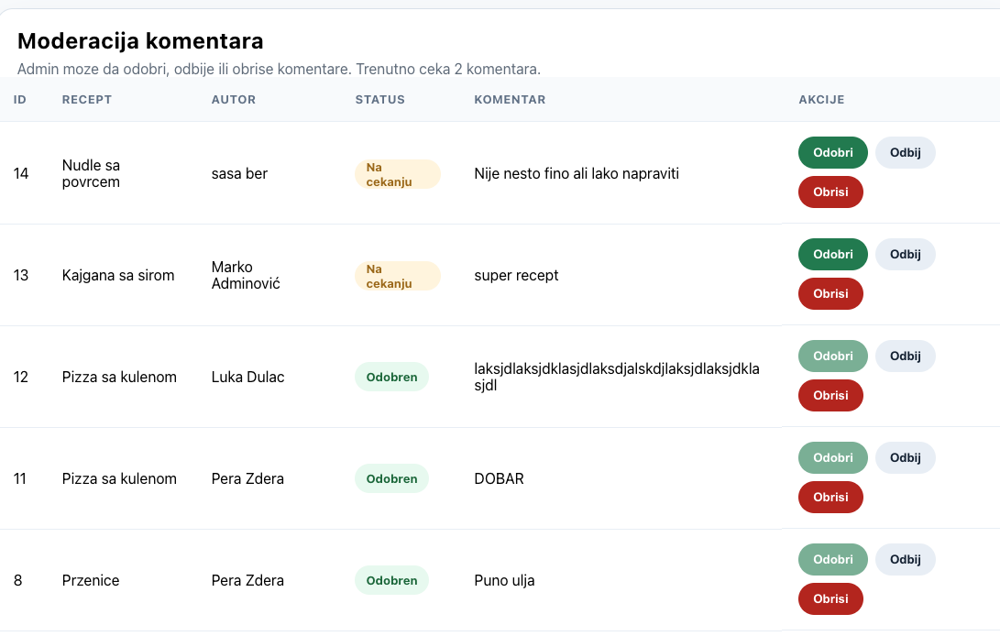 Moderacija komentara
Admin moze da odobri, odbije ili obrise komentare. Trenutno ceka 2 komentara.
ID RECEPT AUTOR STATUS KOMENTAR AKCIJE
14 Nudle sa povrcem sasa ber Na cekanju Nije nesto fino ali lako napraviti Odobri Odbij
Obrisi
13 Kajgana sa sirom Marko Adminović Na cekanju super recept Odobri Odbij
Obrisi
12 Pizza sa kulenom Luka Dulac Odobren laksjdlaksjdklasjdlaksdjalskdjlaksjdlaksjdkla
sjdl Odobri Odbij
Obrisi
11 Pizza sa kulenom Pera Zdera Odobren DOBAR Odobri Odbij
Obrisi
8 Przenice Pera Zdera Odobren Puno ulja Odobri Odbij
Obrisi